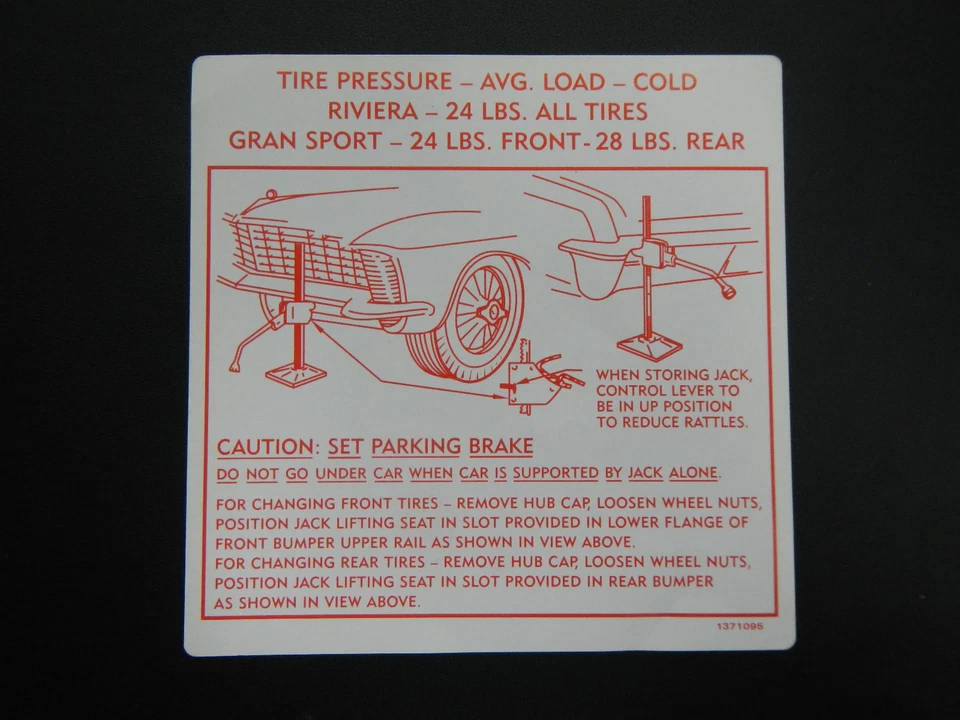 TIRE PRESSURE – AVG. LOAD – COLD
RIVIERA – 24 LBS. ALL TIRES
GRAN SPORT – 24 LBS. FRONT - 28 LBS. REAR
WHEN STORING JACK,
CONTROL LEVER TO
BE IN UP POSITION
TO REDUCE RATTLES.
CAUTION: SET PARKING BRAKE
DO NOT GO UNDER CAR WHEN CAR IS SUPPORTED BY JACK ALONE.
FOR CHANGING FRONT TIRES – REMOVE HUB CAP, LOOSEN WHEEL NUTS,
POSITION JACK LIFTING SEAT IN SLOT PROVIDED IN LOWER FLANGE OF
FRONT BUMPER UPPER RAIL AS SHOWN IN VIEW ABOVE.
FOR CHANGING REAR TIRES – REMOVE HUB CAP, LOOSEN WHEEL NUTS,
POSITION JACK LIFTING SEAT IN SLOT PROVIDED IN REAR BUMPER
AS SHOWN IN VIEW ABOVE.
1371095